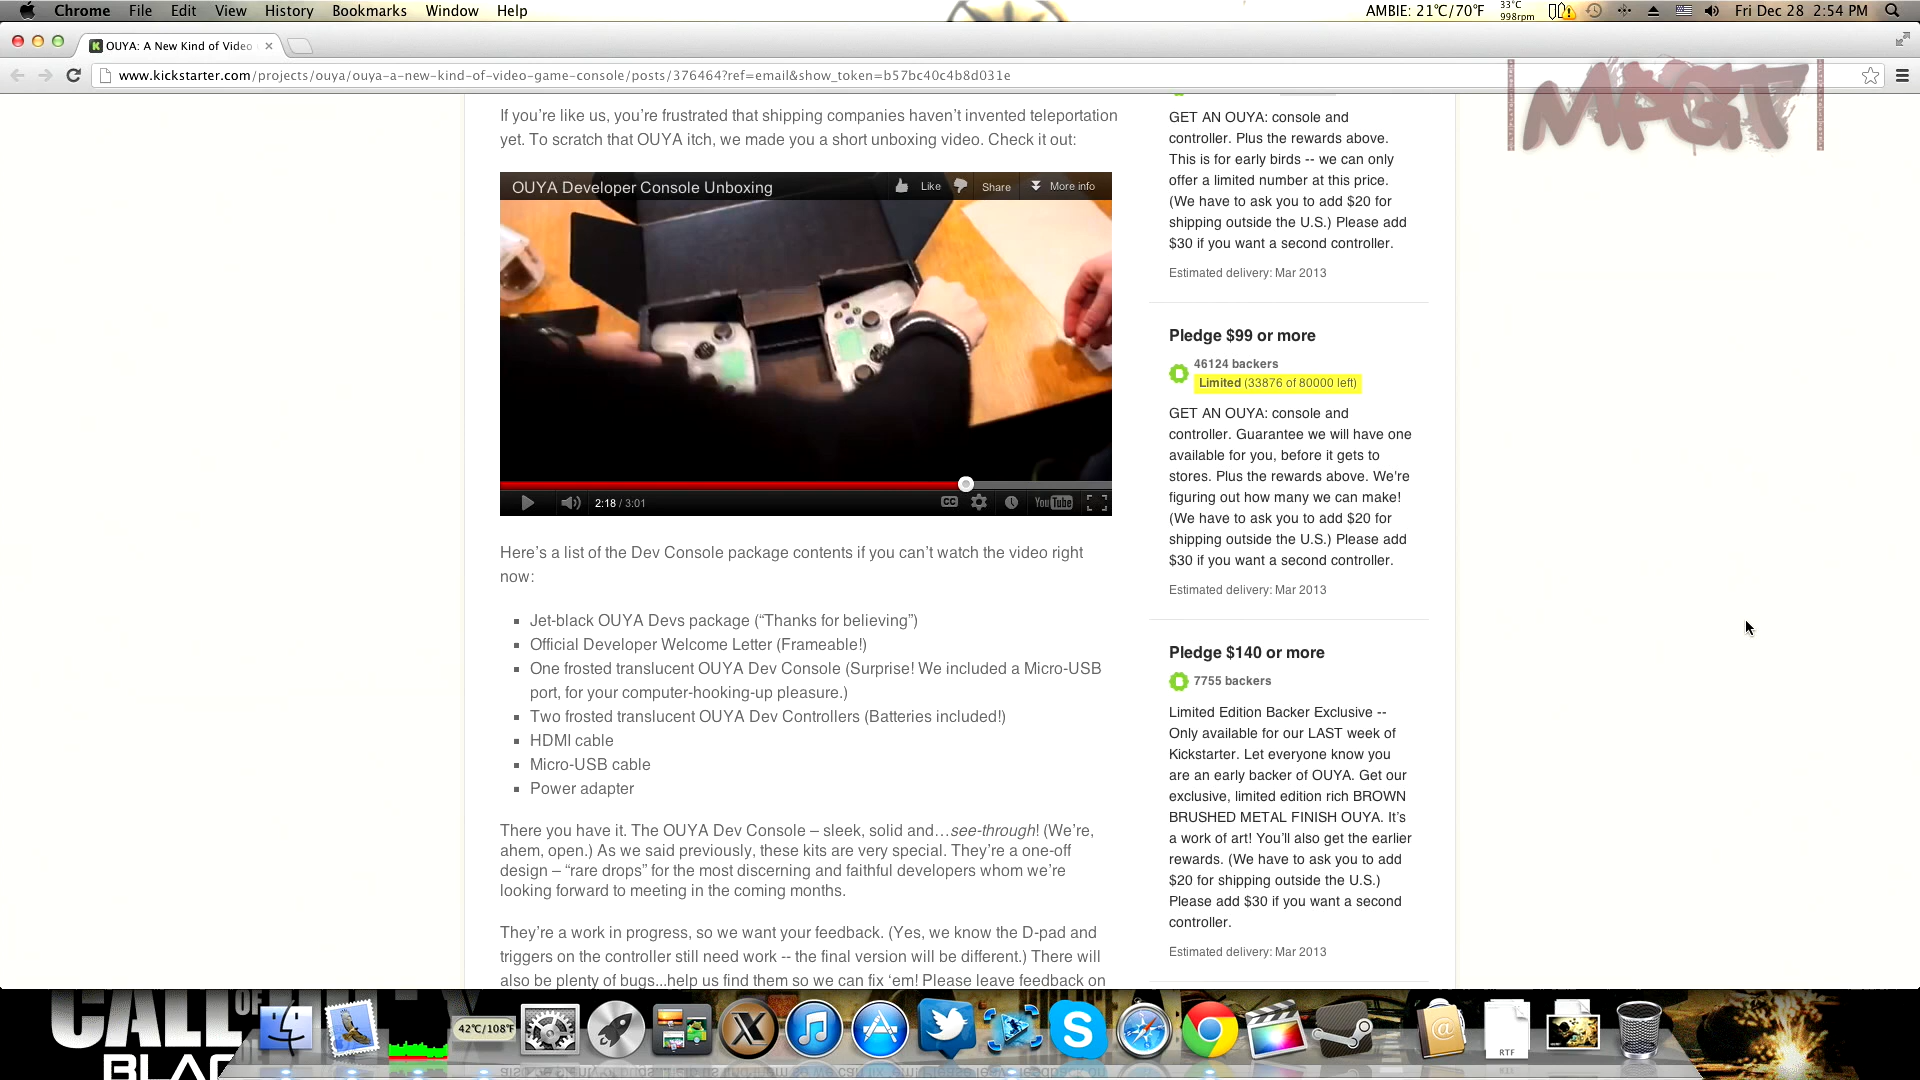 Chrome File Edit View History Bookmarks Window Help
AMBIE: 21°C/70°F 33°C 998rpm Fri Dec 28 2:54 PM
OUYA: A New Kind of Video
www.kickstarter.com/projects/ouya/ouya-a-new-kind-of-video-game-console/posts/376464?ref=email&show_token=b57bc40c4b8d031e
MPGT
If you’re like us, you’re frustrated that shipping companies haven’t invented teleportation
yet. To scratch that OUYA itch, we made you a short unboxing video. Check it out:
OUYA Developer Console Unboxing
Like Share More info
2:18 / 3:01
CC YouTube
Here’s a list of the Dev Console package contents if you can’t watch the video right
now:
Jet-black OUYA Devs package (“Thanks for believing”)
Official Developer Welcome Letter (Frameable!)
One frosted translucent OUYA Dev Console (Surprise! We included a Micro-USB
port, for your computer-hooking-up pleasure.)
Two frosted translucent OUYA Dev Controllers (Batteries included!)
HDMI cable
Micro-USB cable
Power adapter
There you have it. The OUYA Dev Console – sleek, solid and…see-through! (We’re,
ahem, open.) As we said previously, these kits are very special. They’re a one-off
design – “rare drops” for the most discerning and faithful developers whom we’re
looking forward to meeting in the coming months.
They’re a work in progress, so we want your feedback. (Yes, we know the D-pad and
triggers on the controller still need work -- the final version will be different.) There will
also be plenty of bugs...help us find them so we can fix ‘em! Please leave feedback on
GET AN OUYA: console and
controller. Plus the rewards above.
This is for early birds -- we can only
offer a limited number at this price.
(We have to ask you to add $20 for
shipping outside the U.S.) Please add
$30 if you want a second controller.
Estimated delivery: Mar 2013
Pledge $99 or more
46124 backers
Limited (33876 of 80000 left)
GET AN OUYA: console and
controller. Guarantee we will have one
available for you, before it gets to
stores. Plus the rewards above. We're
figuring out how many we can make!
(We have to ask you to add $20 for
shipping outside the U.S.) Please add
$30 if you want a second controller.
Estimated delivery: Mar 2013
Pledge $140 or more
7755 backers
Limited Edition Backer Exclusive --
Only available for our LAST week of
Kickstarter. Let everyone know you
are an early backer of OUYA. Get our
exclusive, limited edition rich BROWN
BRUSHED METAL FINISH OUYA. It’s
a work of art! You’ll also get the earlier
rewards. (We have to ask you to add
$20 for shipping outside the U.S.)
Please add $30 if you want a second
controller.
Estimated delivery: Mar 2013
CALL OF
BLAC
42°C/108°F
RTF